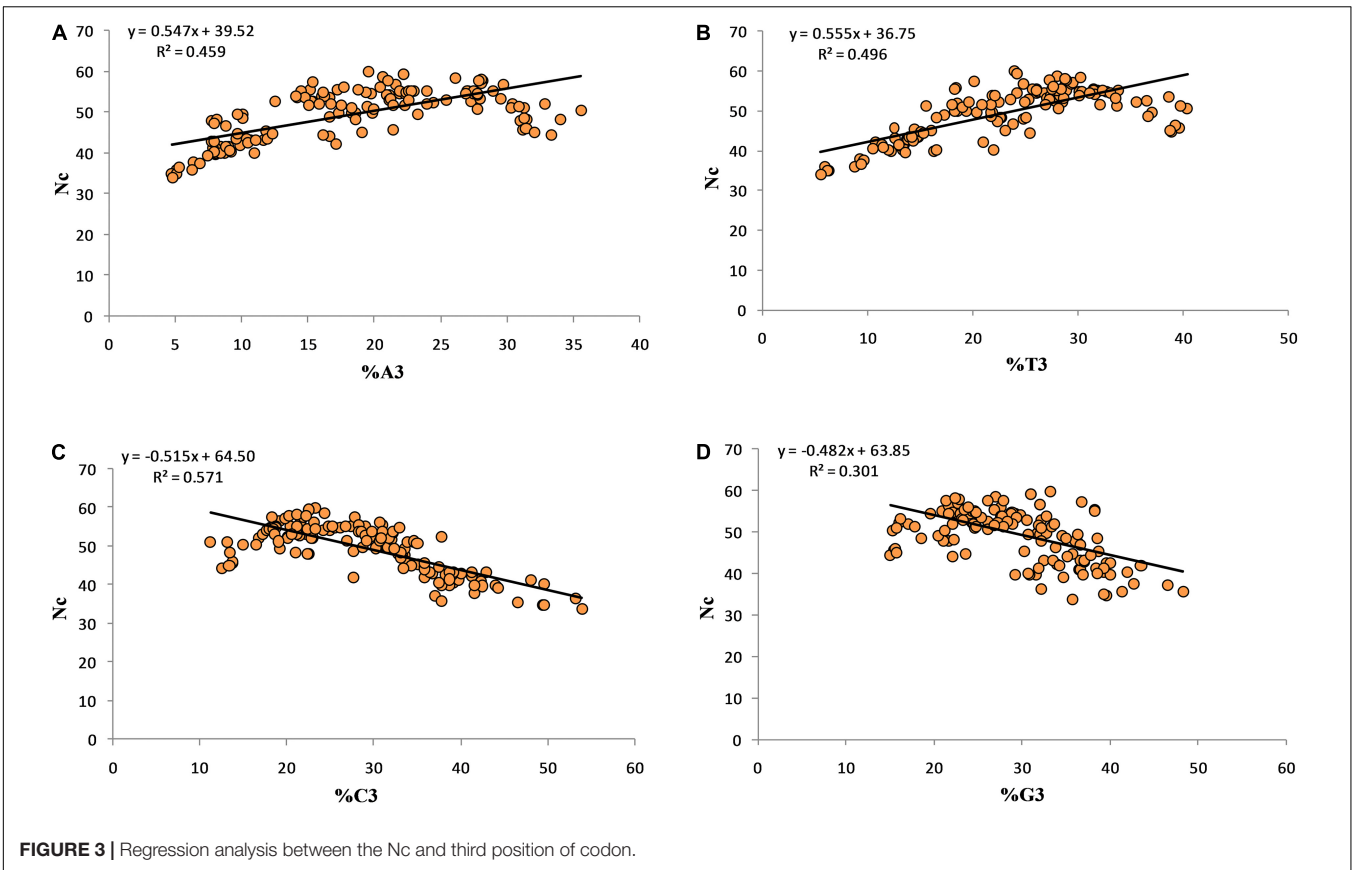 A
y = 0.547x + 39.52
R² = 0.459
70
60
50
40
30
20
10
0
Nc
0 5 10 15 20 25 30 35 40
%A3
B
y = 0.555x + 36.75
R² = 0.496
70
60
50
40
30
20
10
0
Nc
0 10 20 30 40 50
%T3
C
y = -0.515x + 64.50
R² = 0.571
70
60
50
40
30
20
10
0
Nc
0 10 20 30 40 50 60
%C3
D
y = -0.482x + 63.85
R² = 0.301
70
60
50
40
30
20
10
0
Nc
0 10 20 30 40 50 60
%G3
FIGURE 3 | Regression analysis between the Nc and third position of codon.